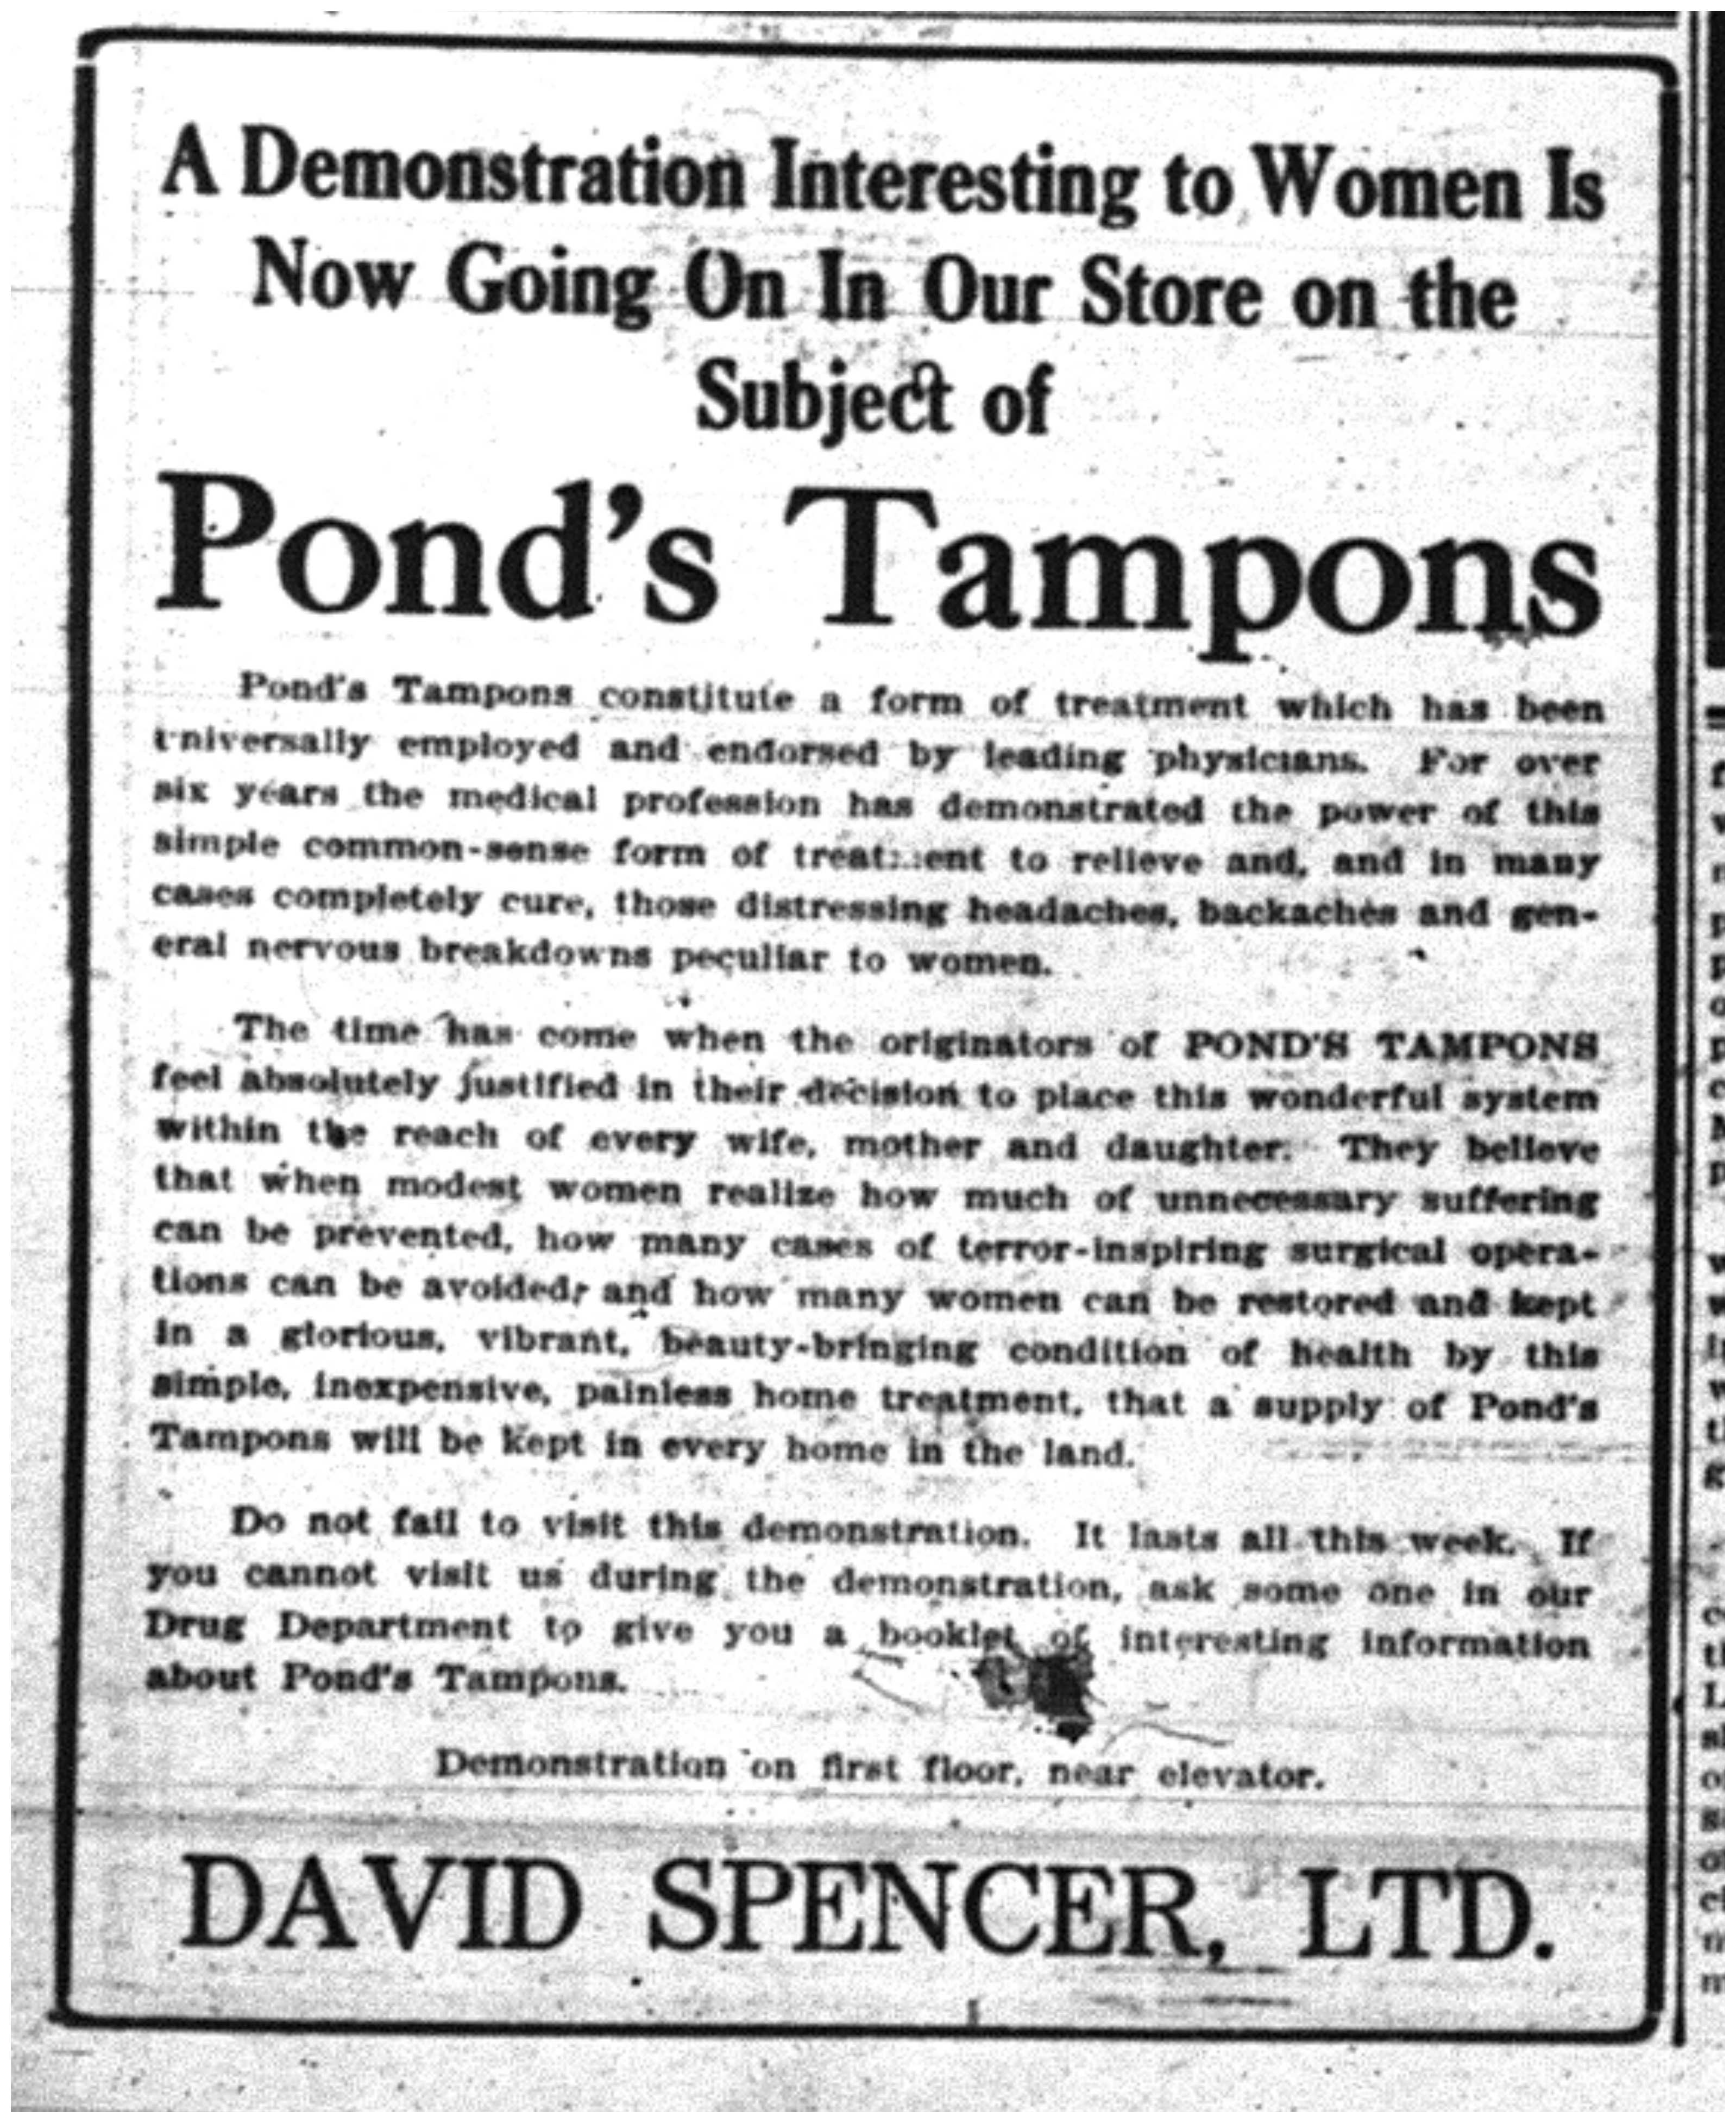 A Demonstration Interesting to Women Is
Now Going On In Our Store on the
Subject of
Pond's Tampons
Pond's Tampons constitute a form of treatment which has been
universally employed and endorsed by leading physicians. For over
six years the medical profession has demonstrated the power of this
simple common-sense form of treatment to relieve and, and in many
cases completely cure, those distressing headaches, backaches and gen-
eral nervous breakdowns peculiar to women.
The time has come when the originators of POND'S TAMPONS
feel absolutely justified in their decision to place this wonderful system
within the reach of every wife, mother and daughter. They believe
that when modest women realize how much of unnecessary suffering
can be prevented, how many cases of terror-inspiring surgical opera-
tions can be avoided, and how many women can be restored and kept
in a glorious, vibrant, beauty-bringing condition of health by this
simple, inexpensive, painless home treatment, that a supply of Pond's
Tampons will be kept in every home in the land.
Do not fail to visit this demonstration. It lasts all this week. If
you cannot visit us during the demonstration, ask some one in our
Drug Department to give you a booklet of interesting information
about Pond's Tampons.
Demonstration on first floor, near elevator.
DAVID SPENCER, LTD.